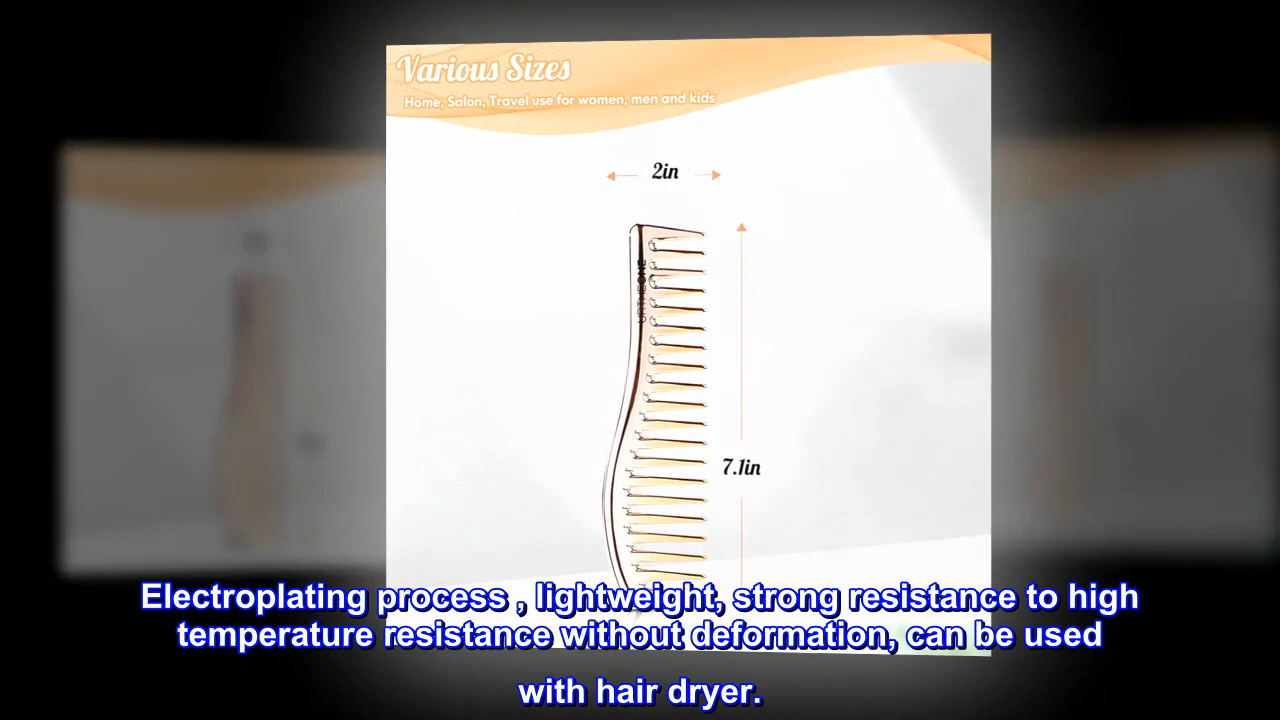 Various Sizes
Home, Salon, Travel use for women, men and kids
2in
URTHEONE
7.1in
Electroplating process , lightweight, strong resistance to high
temperature resistance without deformation, can be used
with hair dryer.